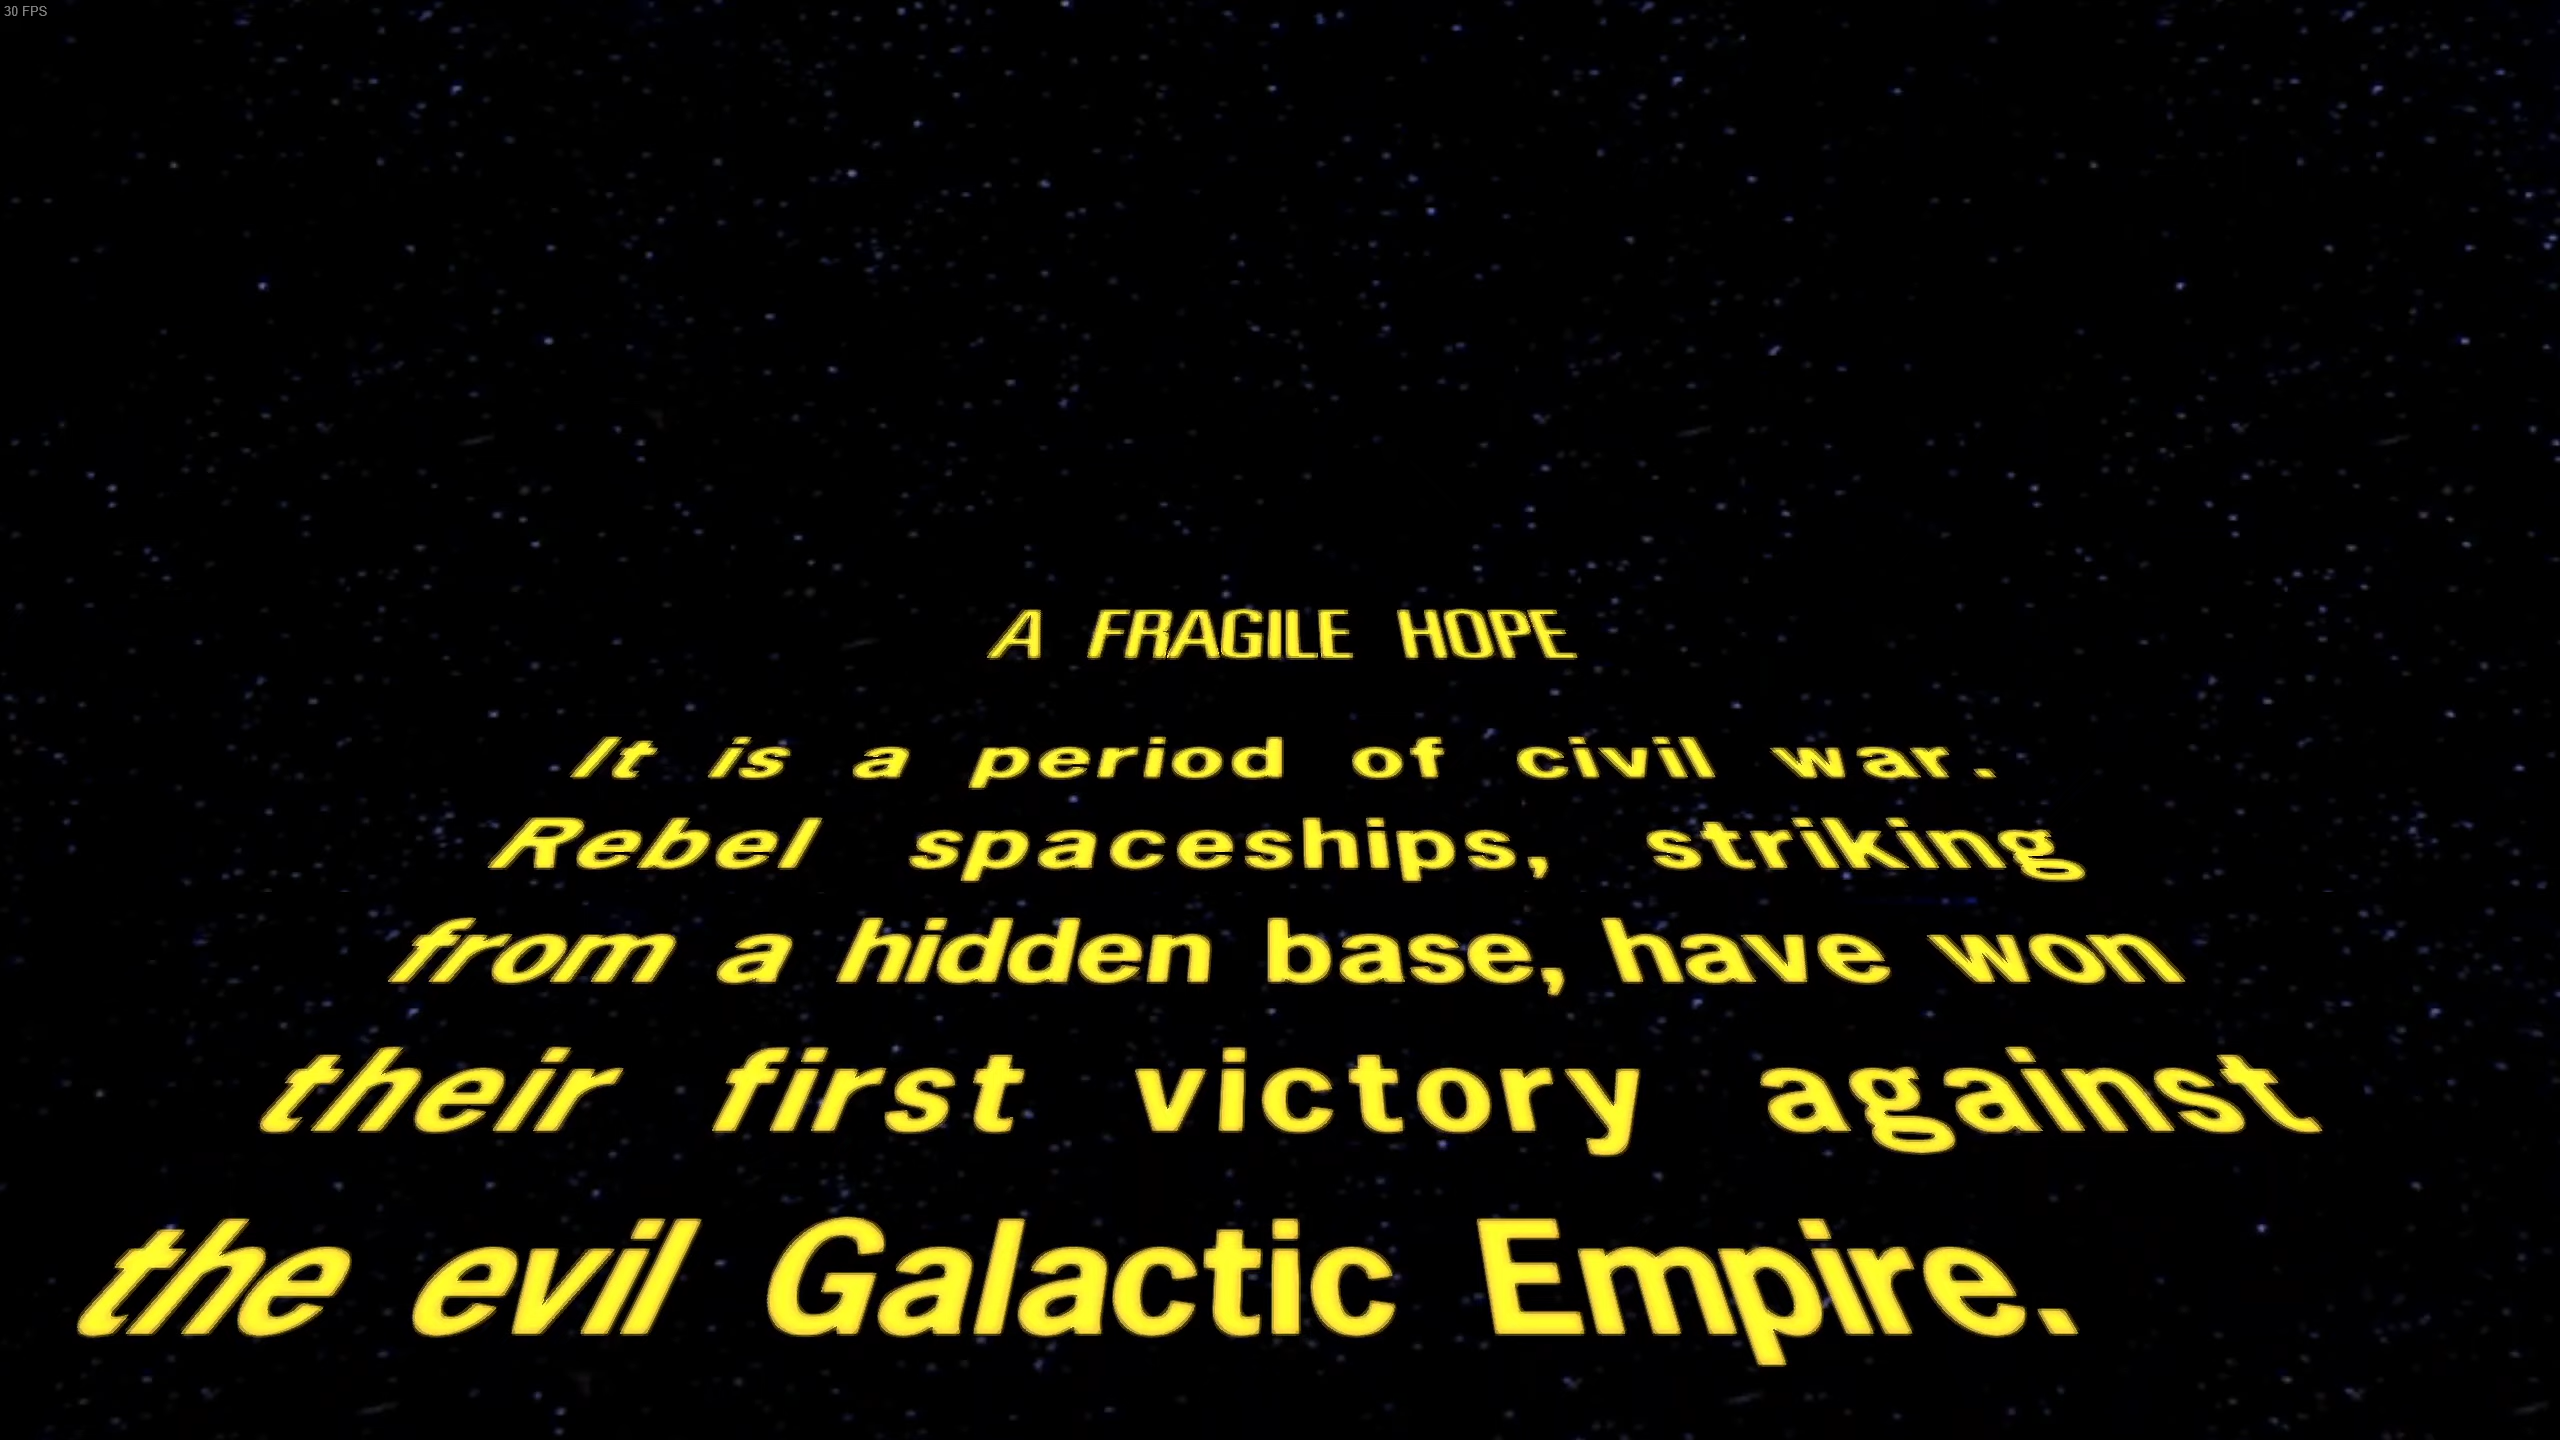 30 FPS
A FRAGILE HOPE
It is a period of civil war.
Rebel spaceships, striking
from a hidden base, have won
their first victory against
the evil Galactic Empire.